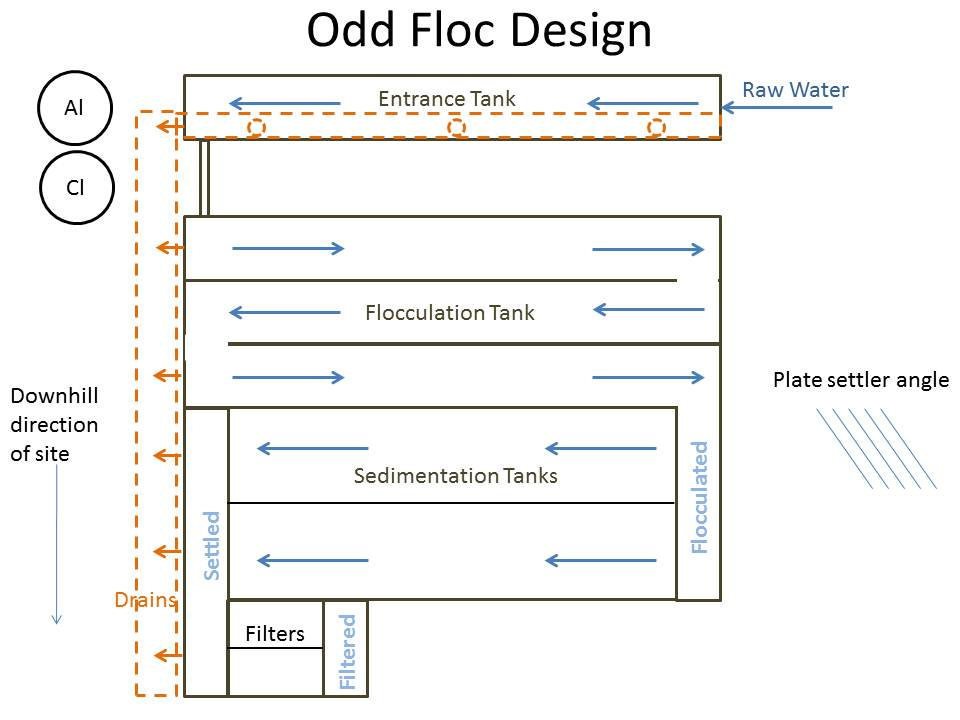 Odd Floc Design
Al
Entrance Tank
Raw Water
Cl
Flocculation Tank
Plate settler angle
Downhill
direction
of site
Sedimentation Tanks
Flocculated
Settled
Drains
Filters
Filtered